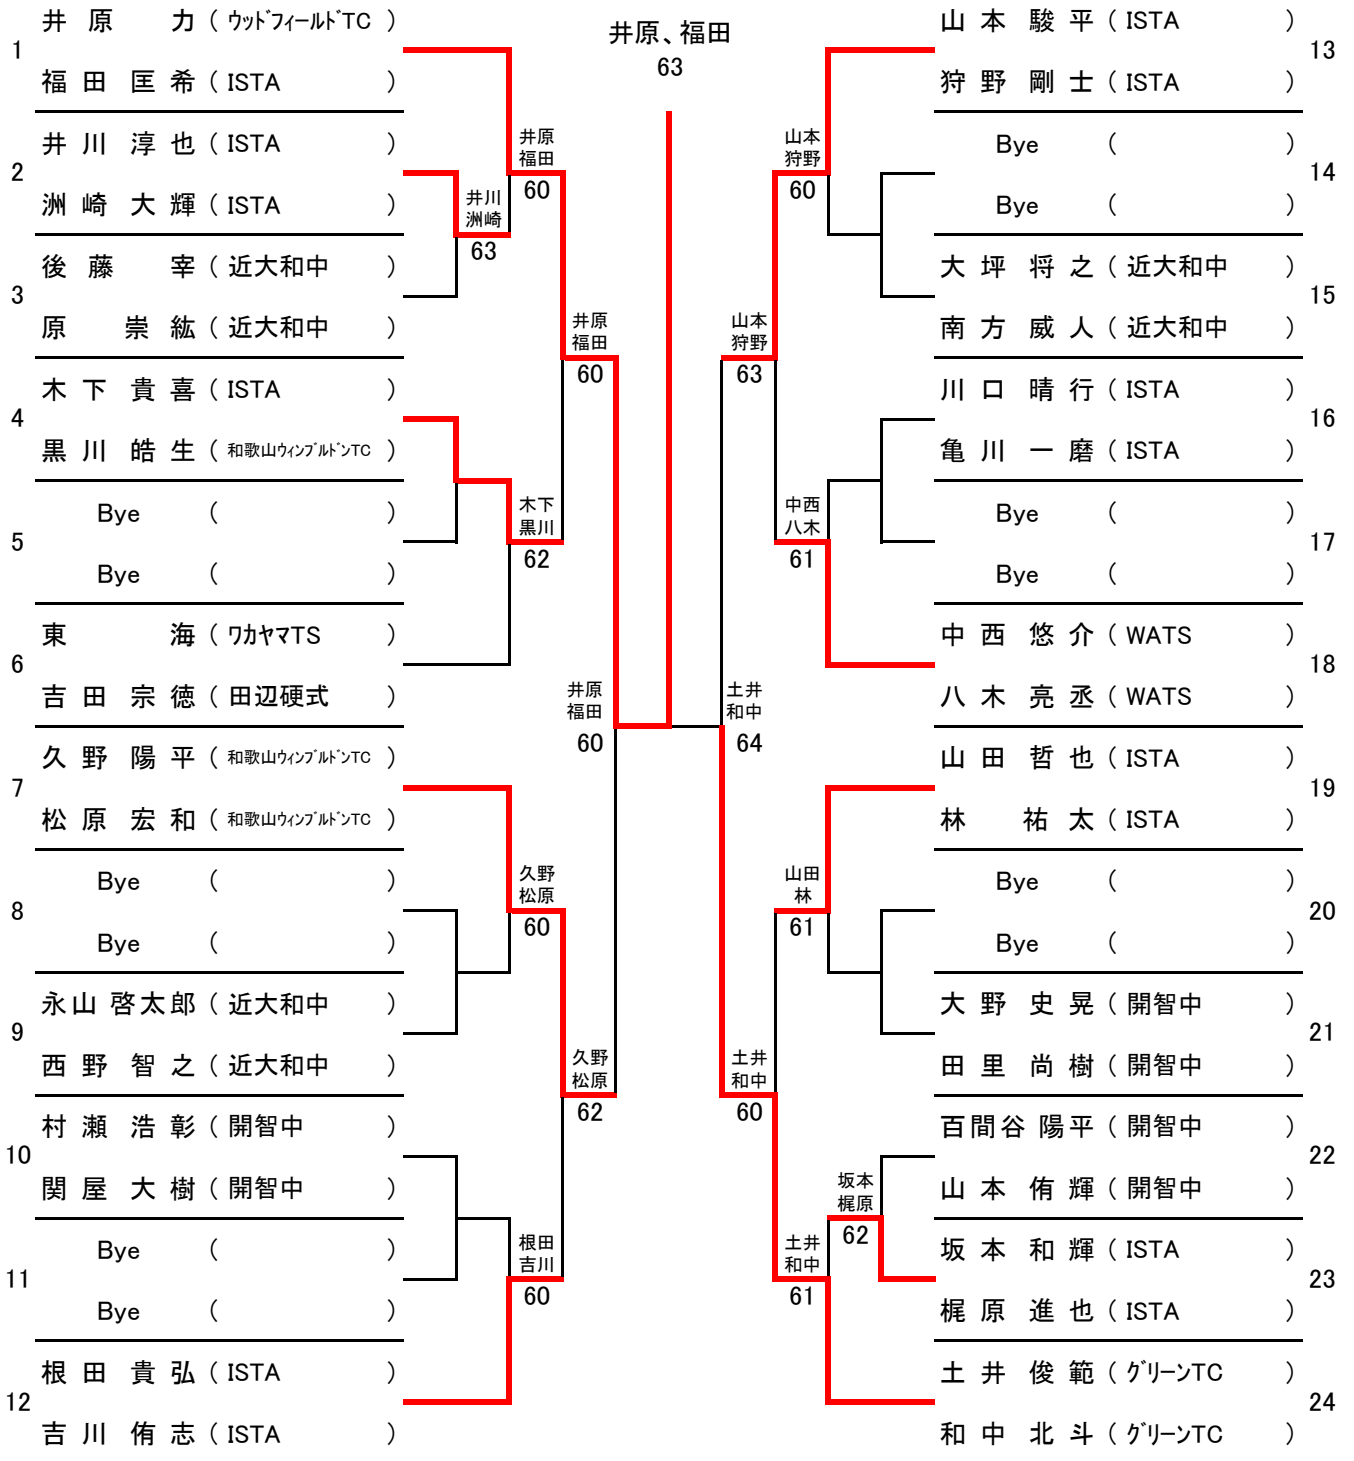 井原、福田
63
1
井原 力 (ウッドフィールドTC)
福田 匡希 (ISTA)
2
井川 淳也 (ISTA)
洲崎 大輝 (ISTA)
3
後藤 宰 (近大和中)
原 崇紘 (近大和中)
4
木下 貴喜 (ISTA)
黒川 皓生 (和歌山ウィンブルドンTC)
5
Bye ( )
Bye ( )
6
東 海 (ワカヤマTS)
吉田 宗徳 (田辺硬式)
7
久野 陽平 (和歌山ウィンブルドンTC)
松原 宏和 (和歌山ウィンブルドンTC)
8
Bye ( )
Bye ( )
9
永山 啓太郎 (近大和中)
西野 智之 (近大和中)
10
村瀬 浩彰 (開智中)
関屋 大樹 (開智中)
11
Bye ( )
Bye ( )
12
根田 貴弘 (ISTA)
吉川 侑志 (ISTA)
井川
洲崎
63
井原
福田
60
木下
黒川
62
久野
松原
60
根田
吉川
60
井原
福田
60
久野
松原
62
井原
福田
60
土井
和中
64
山本
狩野
63
土井
和中
60
山本
狩野
60
中西
八木
61
山田
林
61
土井
和中
61
坂本
梶原
62
山本 駿平 (ISTA)
狩野 剛士 (ISTA)
13
Bye ( )
Bye ( )
14
大坪 将之 (近大和中)
南方 威人 (近大和中)
15
川口 晴行 (ISTA)
亀川 一磨 (ISTA)
16
Bye ( )
Bye ( )
17
中西 悠介 (WATS)
八木 亮丞 (WATS)
18
山田 哲也 (ISTA)
林 祐太 (ISTA)
19
Bye ( )
Bye ( )
20
大野 史晃 (開智中)
田里 尚樹 (開智中)
21
百間谷 陽平 (開智中)
山本 侑輝 (開智中)
22
坂本 和輝 (ISTA)
梶原 進也 (ISTA)
23
土井 俊範 (グリーンTC)
和中 北斗 (グリーンTC)
24